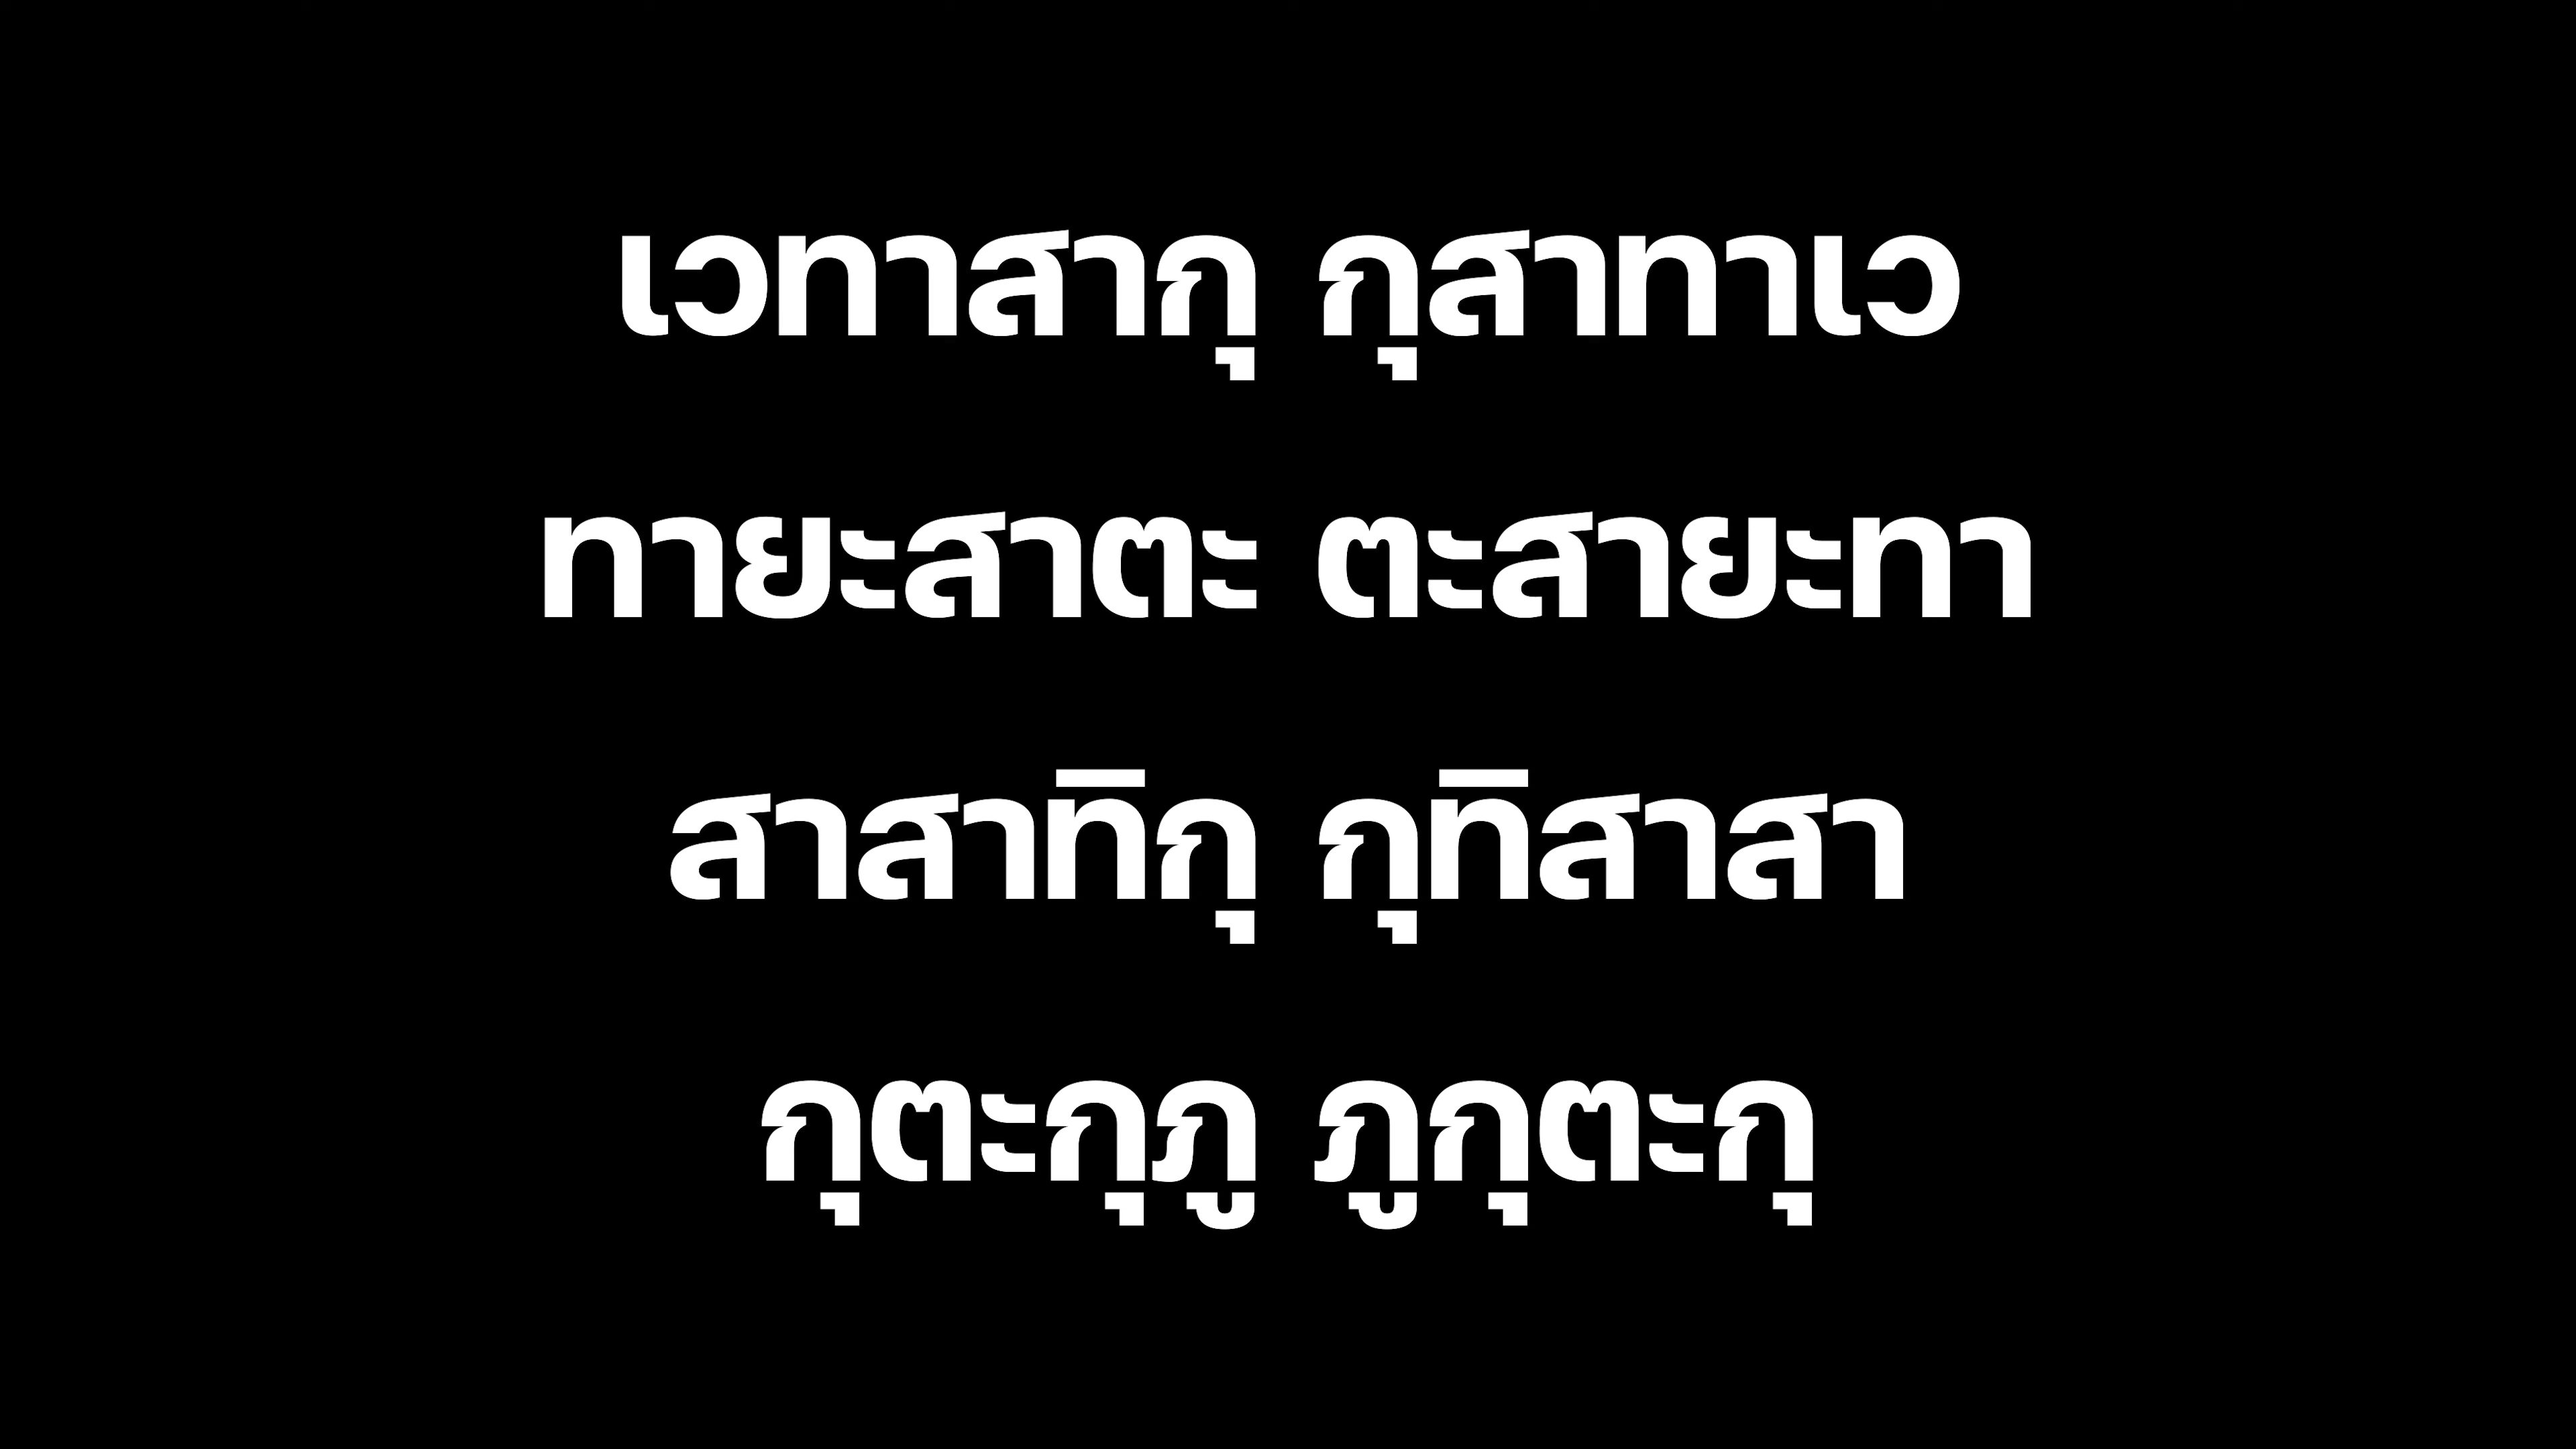 เวทาสากุ กุสาทาเว
ทายะสาตะ ตะสายะทา
สาสาทิกุ กุทิสาสา
กุตะกุภู ภูกุตะกุ